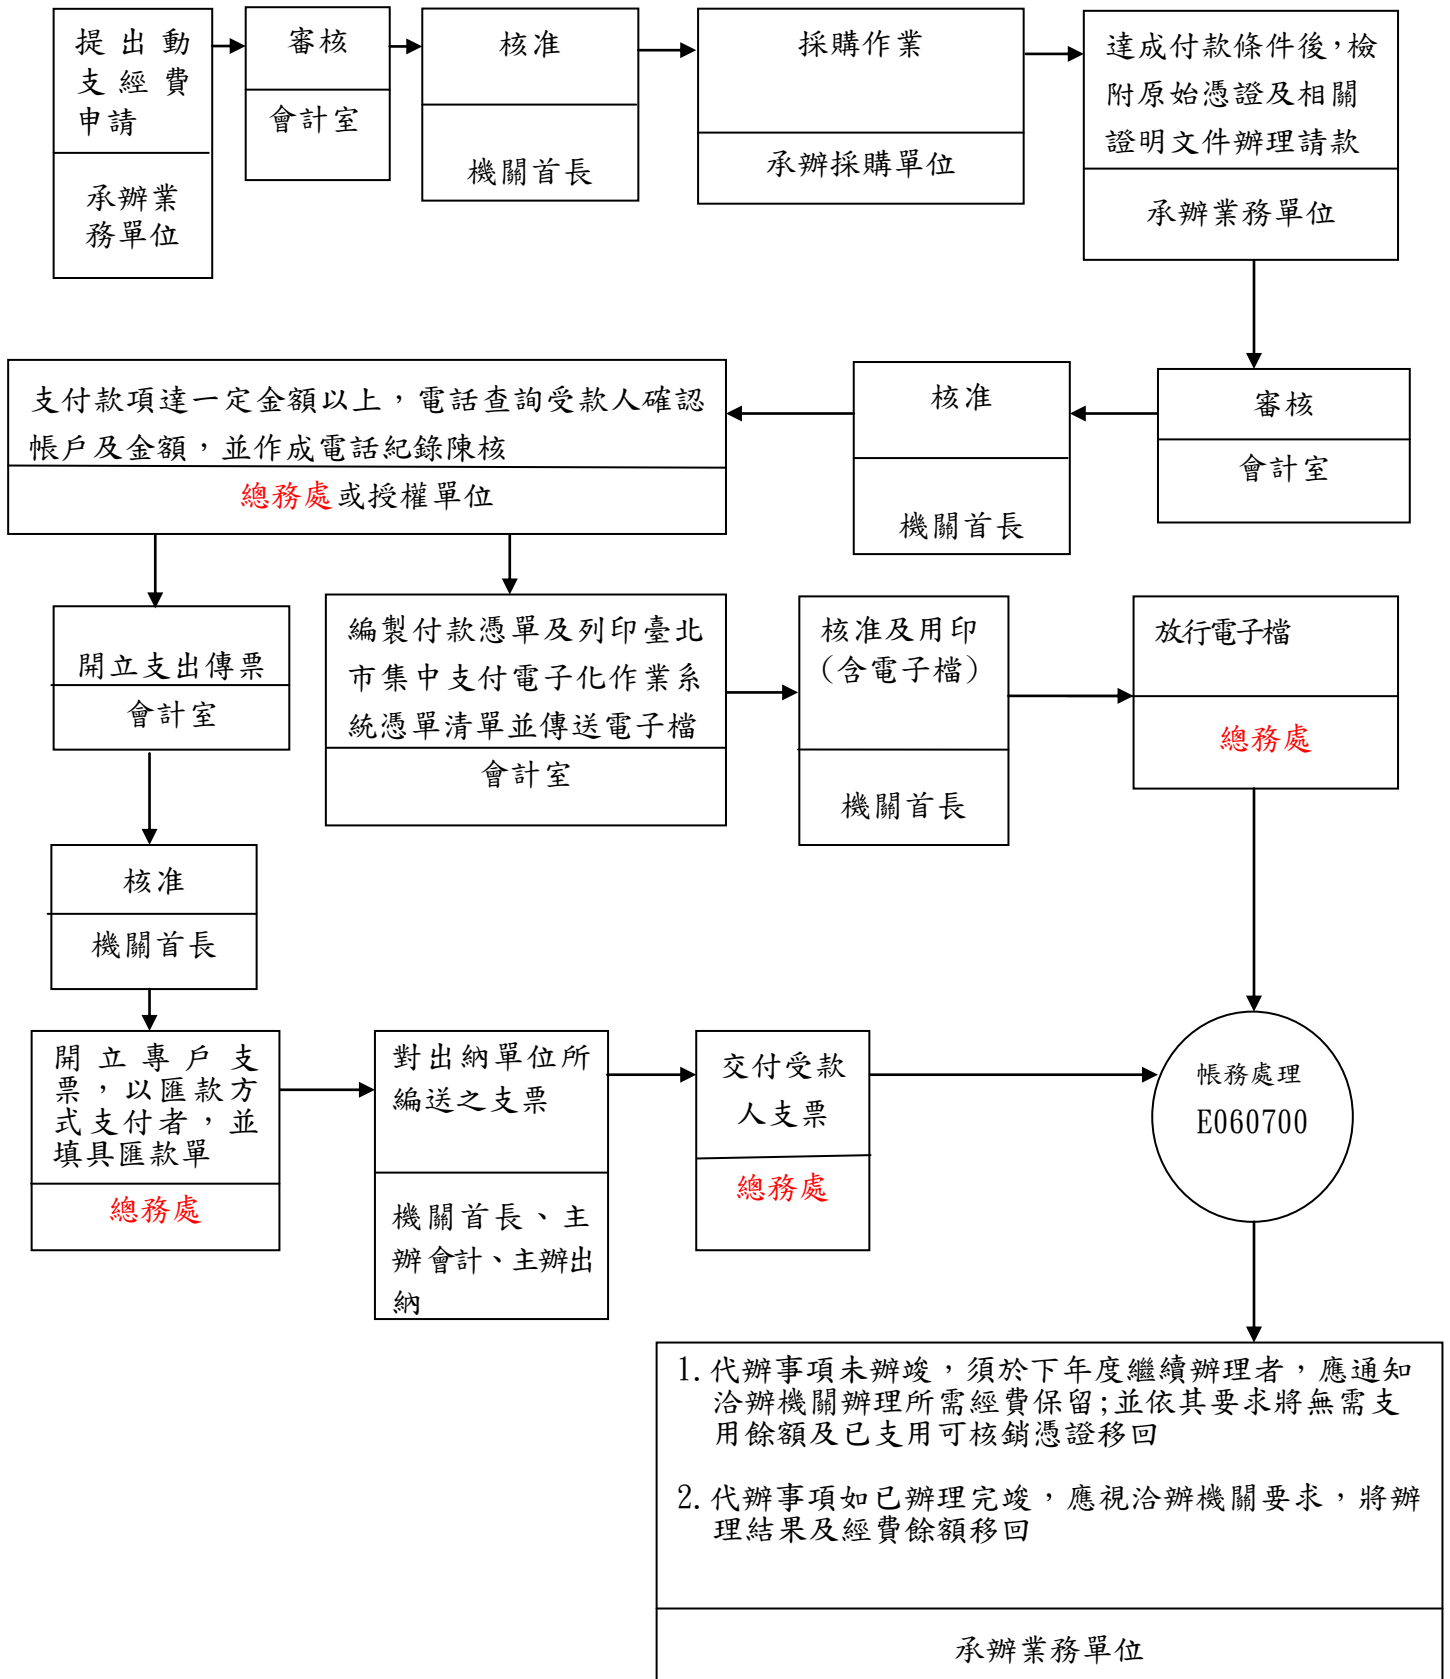 提出動
支經費
申請
承辦業
務單位
審核
會計室
核准
機關首長
採購作業
承辦採購單位
達成付款條件後，檢
附原始憑證及相關
證明文件辦理請款
承辦業務單位
審核
會計室
核准
機關首長
支付款項達一定金額以上，電話查詢受款人確認
帳戶及金額，並作成電話紀錄陳核
總務處或授權單位
開立支出傳票
會計室
編製付款憑單及列印臺北
市集中支付電子化作業系
統憑單清單並傳送電子檔
會計室
核准及用印
(含電子檔)
機關首長
放行電子檔
總務處
核准
機關首長
開立專戶支
票，以匯款方
式支付者，並
填具匯款單
總務處
對出納單位所
編送之支票
機關首長、主
辦會計、主辦出
納
交付受款
人支票
總務處
帳務處理
E060700
1.代辦事項未辦竣，須於下年度繼續辦理者，應通知
洽辦機關辦理所需經費保留;並依其要求將無需支
用餘額及已支用可核銷憑證移回
2.代辦事項如已辦理完竣，應視洽辦機關要求，將辦
理結果及經費餘額移回
承辦業務單位